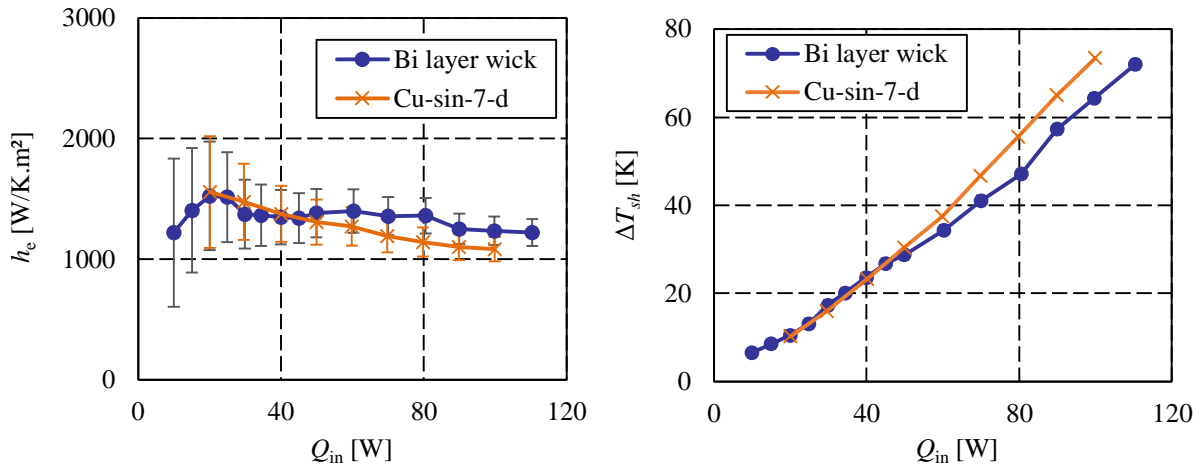 3000
2000
1000
0
0
40
80
120
h_e [W/K.m²]
Q_in [W]
Bi layer wick
Cu-sin-7-d
80
60
40
20
0
0
40
80
120
ΔT_sh [K]
Q_in [W]
Bi layer wick
Cu-sin-7-d